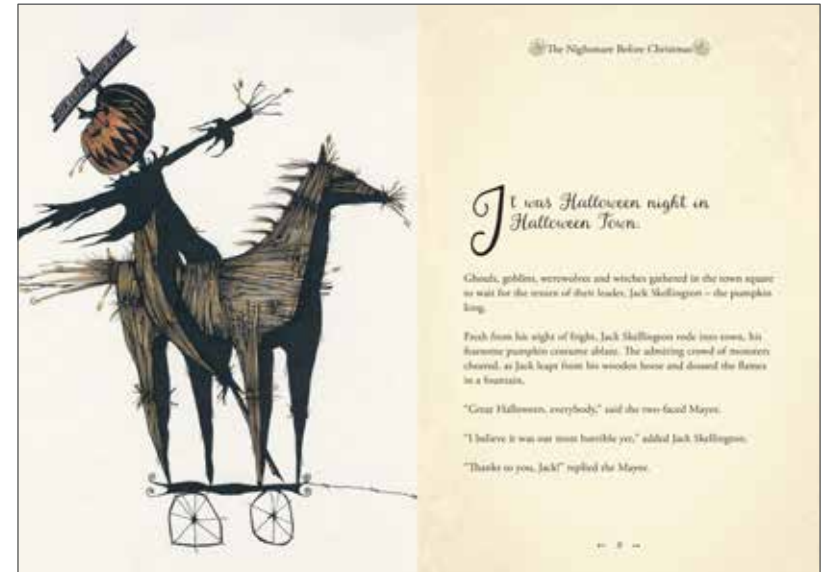 The Nightmare Before Christmas
It was Halloween night in
Halloween Town.
Ghouls, goblins, werewolves and witches gathered in the town square
to wait for the return of their leader, Jack Skellington – the pumpkin
king.
Fresh from his night of fright, Jack Skellington rode into town, his
fearsome pumpkin costume ablaze. The admiring crowd of monsters
cheered, as Jack leapt from his wooden horse and doused the flames
in a fountain.
"Great Halloween, everybody," said the two-faced Mayor.
"I believe it was our most horrible yet," added Jack Skellington.
"Thanks to you, Jack!" replied the Mayor.